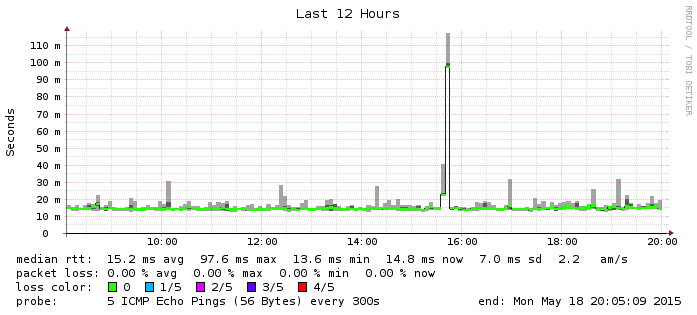 Last 12 Hours
RRDTOOL / TOBI OETIKER
Seconds
110 m
100 m
90 m
80 m
70 m
60 m
50 m
40 m
30 m
20 m
10 m
0
10:00 12:00 14:00 16:00 18:00 20:00
median rtt: 15.2 ms avg 97.6 ms max 13.6 ms min 14.8 ms now 7.0 ms sd 2.2 am/s
packet loss: 0.00 % avg 0.00 % max 0.00 % min 0.00 % now
loss color: 0 1/5 2/5 3/5 4/5
probe: 5 ICMP Echo Pings (56 Bytes) every 300s end: Mon May 18 20:05:09 2015